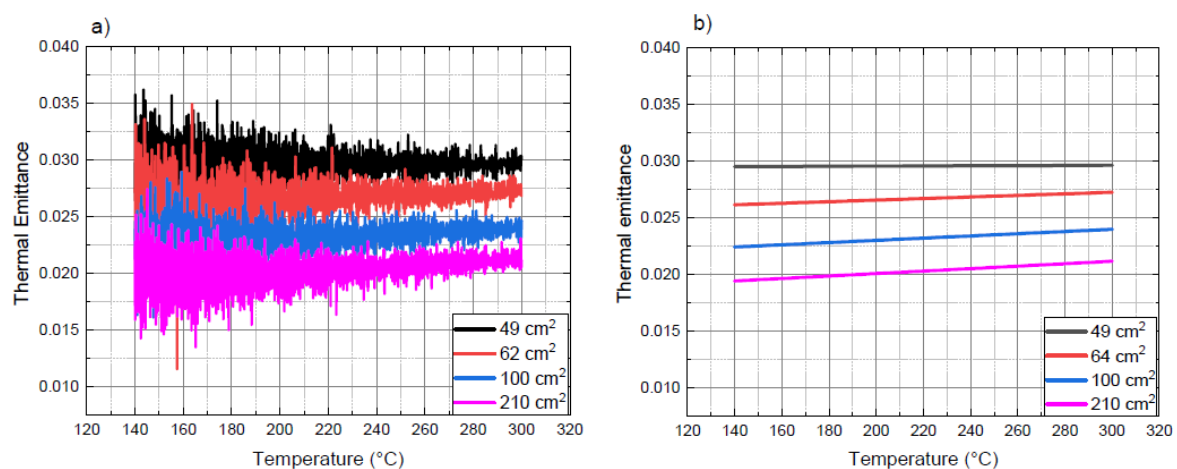 a)
0.040
0.035
0.030
0.025
0.020
0.015
0.010
Thermal Emittance
120 140 160 180 200 220 240 260 280 300 320
Temperature (°C)
49 cm²
62 cm²
100 cm²
210 cm²
b)
0.040
0.035
0.030
0.025
0.020
0.015
0.010
Thermal emittance
120 140 160 180 200 220 240 260 280 300 320
Temperature (°C)
49 cm²
64 cm²
100 cm²
210 cm²